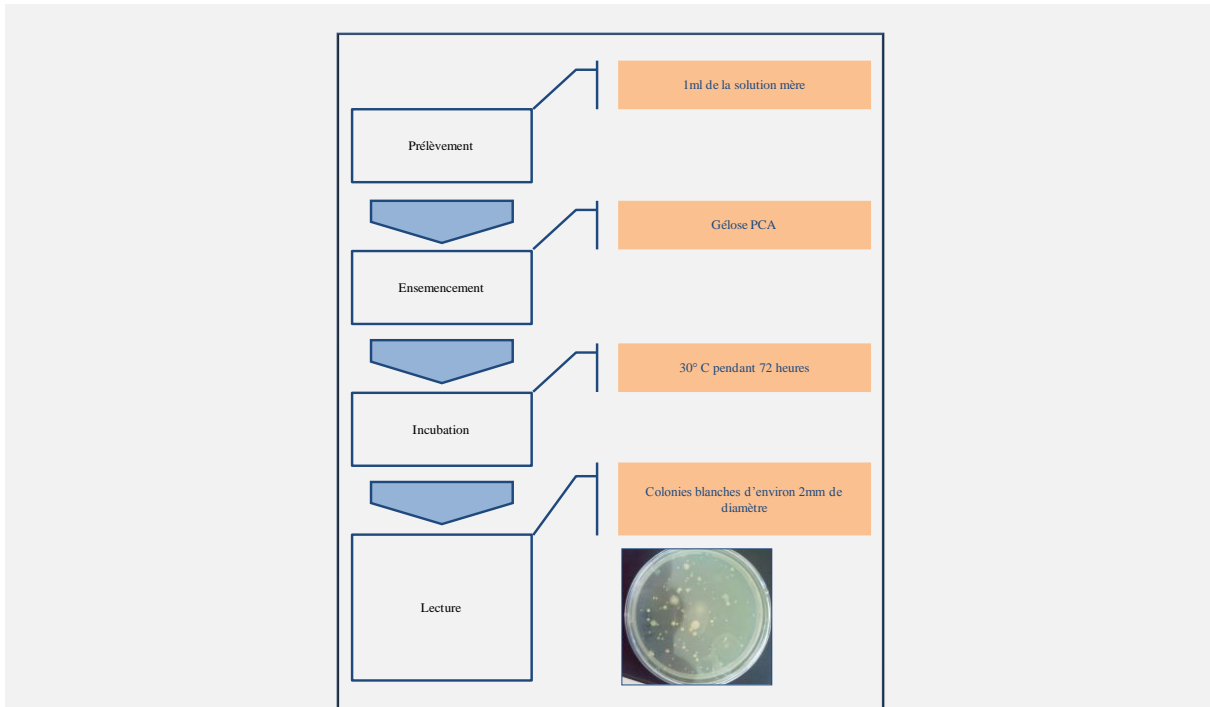 1ml de la solution mère
Prélèvement
Gélose PCA
Ensemencement
30° C pendant 72 heures
Incubation
Colonies blanches d’environ 2mm de
diamètre
Lecture